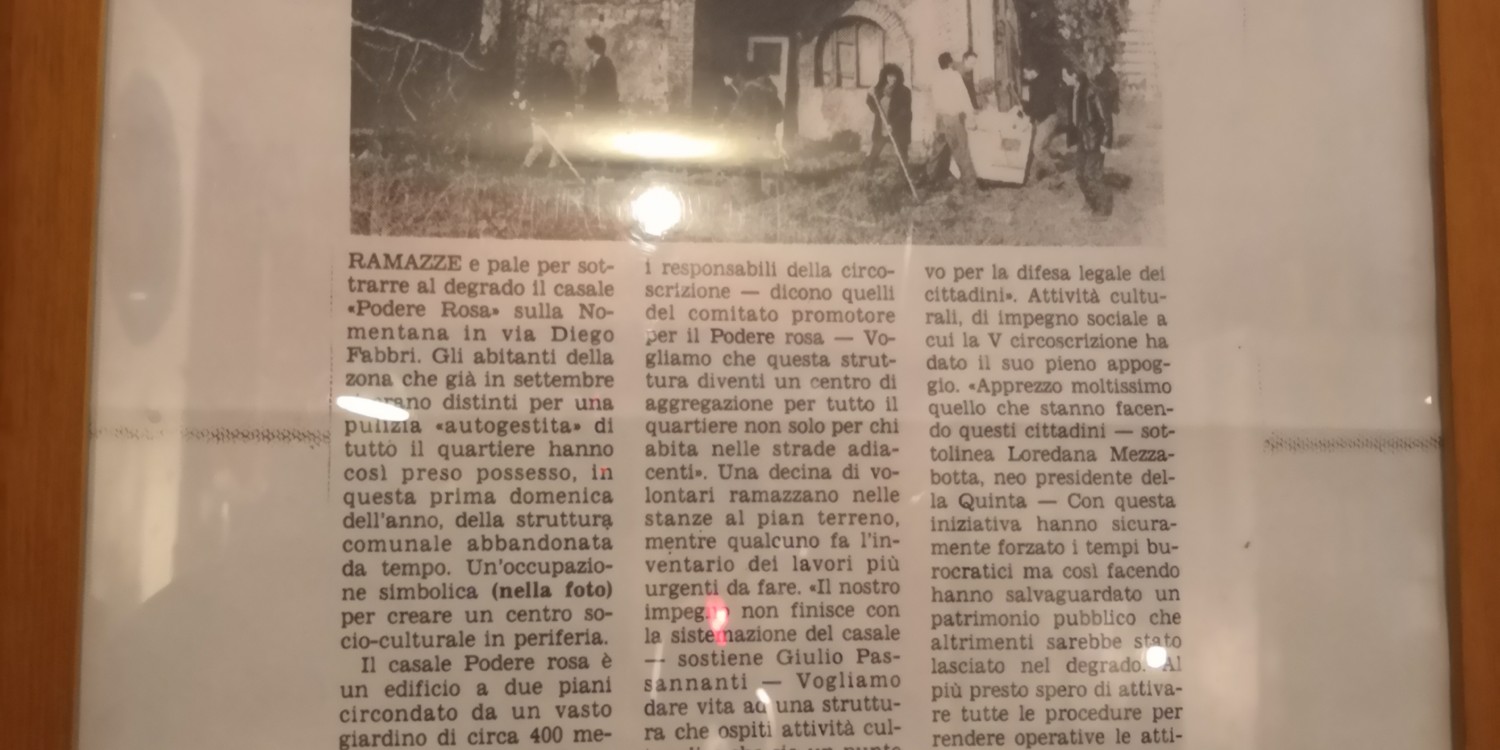 RAMAZZE e pale per sot-
trarre al degrado il casale
«Podere Rosa» sulla No-
mentana in via Diego
Fabbri. Gli abitanti della
zona che già in settembre
distinti per una
pulizia «autogestita» di
tutto il quartiere hanno
così preso possesso, in
questa prima domenica
dell'anno, della struttura
comunale abbandonata
da tempo. Un'occupazio-
ne simbolica (nella foto)
per creare un centro so-
cio-culturale in periferia.
Il casale Podere rosa è
un edificio a due piani
circondato da un vasto
giardino di circa 400 me-
i responsabili della circo-
scrizione — dicono quelli
del comitato promotore
per il Podere rosa — Vo-
gliamo che questa strut-
tura diventi un centro di
aggregazione per tutto il
quartiere non solo per chi
abita nelle strade adia-
centi». Una decina di vo-
lontari ramazzano nelle
stanze al pian terreno,
mentre qualcuno fa l'in-
ventario dei lavori più
urgenti da fare. «Il nostro
impegno non finisce con
la sistemazione del casale
— sostiene Giulio Pas-
sannanti — Vogliamo
dare vita ad una struttu-
ra che ospiti attività cul-
vo per la difesa legale dei
cittadini». Attività cultu-
rali, di impegno sociale a
cui la V circoscrizione ha
dato il suo pieno appog-
gio. «Apprezzo moltissimo
quello che stanno facen-
do questi cittadini — sot-
tolinea Loredana Mezza-
botta, neo presidente del-
la Quinta — Con questa
iniziativa hanno sicura-
mente forzato i tempi bu-
rocratici ma così facendo
hanno salvaguardato un
patrimonio pubblico che
altrimenti sarebbe stato
lasciato nel degrado. Al
più presto spero di attiva-
re tutte le procedure per
rendere operative le atti-